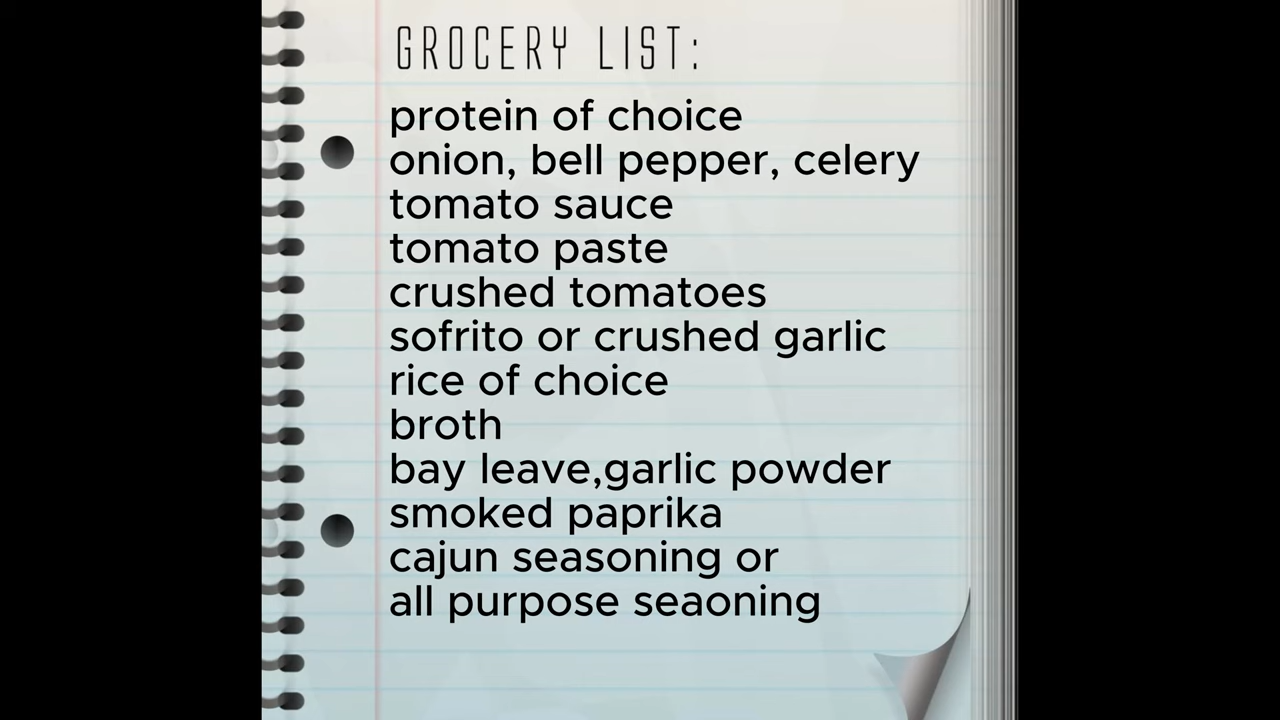 GROCERY LIST:
protein of choice
onion, bell pepper, celery
tomato sauce
tomato paste
crushed tomatoes
sofrito or crushed garlic
rice of choice
broth
bay leave,garlic powder
smoked paprika
cajun seasoning or
all purpose seaoning